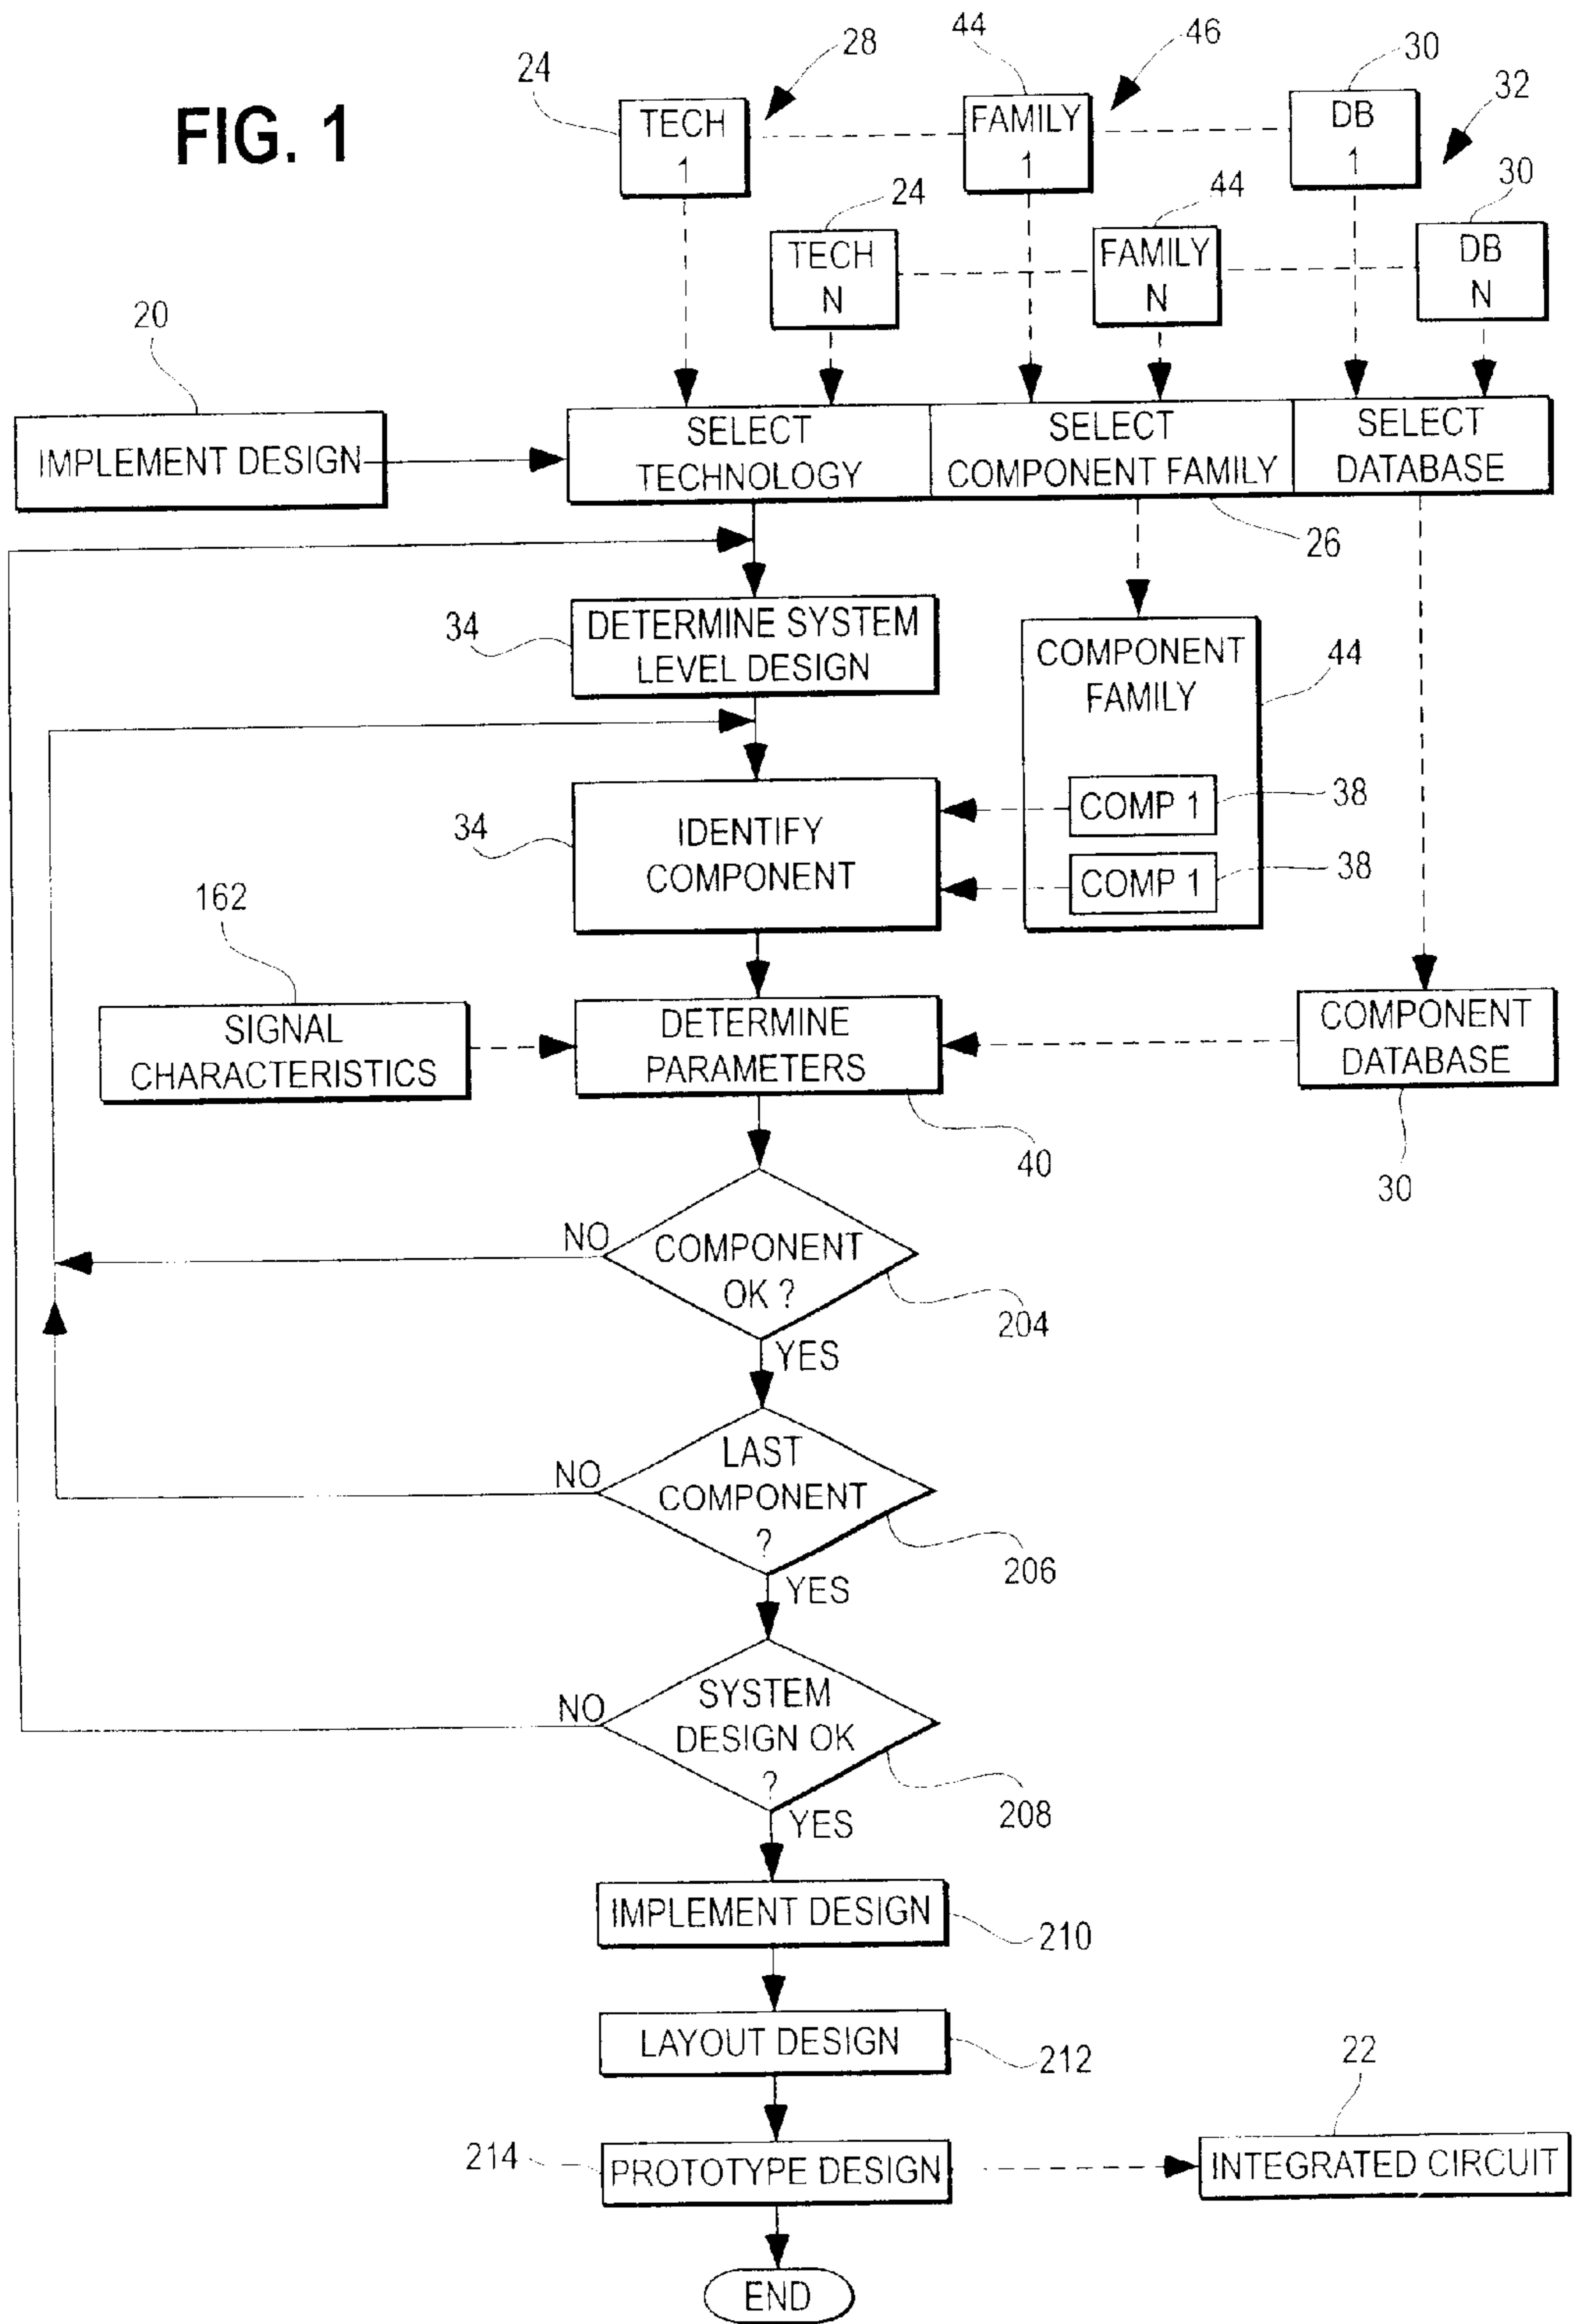 FIG. 1
24
28
44
46
30
32
TECH
1
FAMILY
1
DB
1
24
44
30
TECH
N
FAMILY
N
DB
N
20
IMPLEMENT DESIGN
SELECT
TECHNOLOGY
SELECT
COMPONENT FAMILY
SELECT
DATABASE
26
34
DETERMINE SYSTEM
LEVEL DESIGN
COMPONENT
FAMILY
44
34
IDENTIFY
COMPONENT
COMP 1
38
COMP 1
38
162
SIGNAL
CHARACTERISTICS
DETERMINE
PARAMETERS
COMPONENT
DATABASE
40
30
NO
COMPONENT
OK ?
204
YES
NO
LAST
COMPONENT
?
206
YES
NO
SYSTEM
DESIGN OK
?
208
YES
IMPLEMENT DESIGN
210
LAYOUT DESIGN
212
22
214
PROTOTYPE DESIGN
INTEGRATED CIRCUIT
END